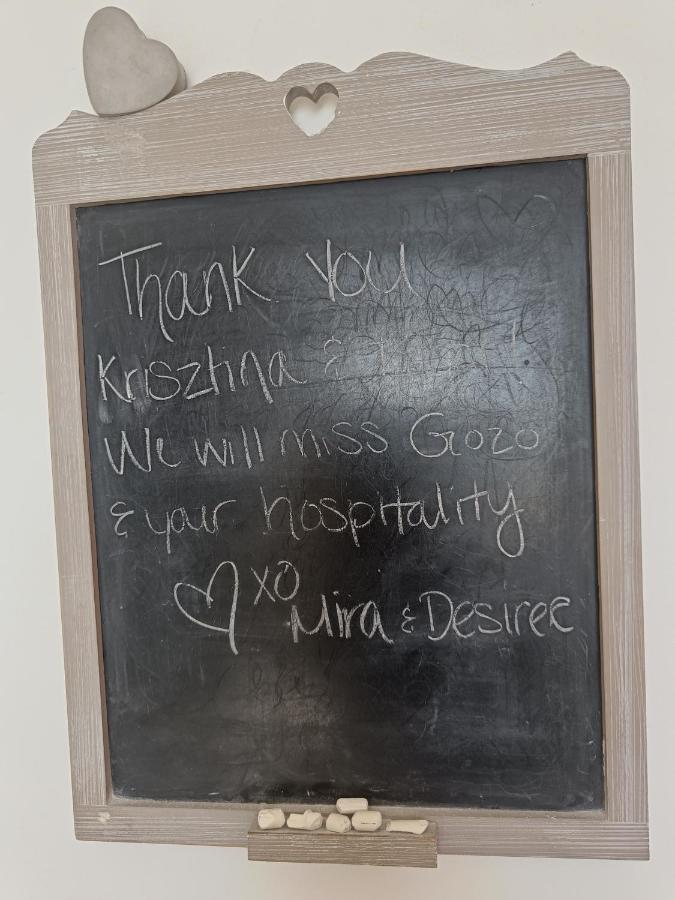 Thank You
Krisztina &
We will miss Gozo
& your hospitality
♡ XO
Mira & Desiree